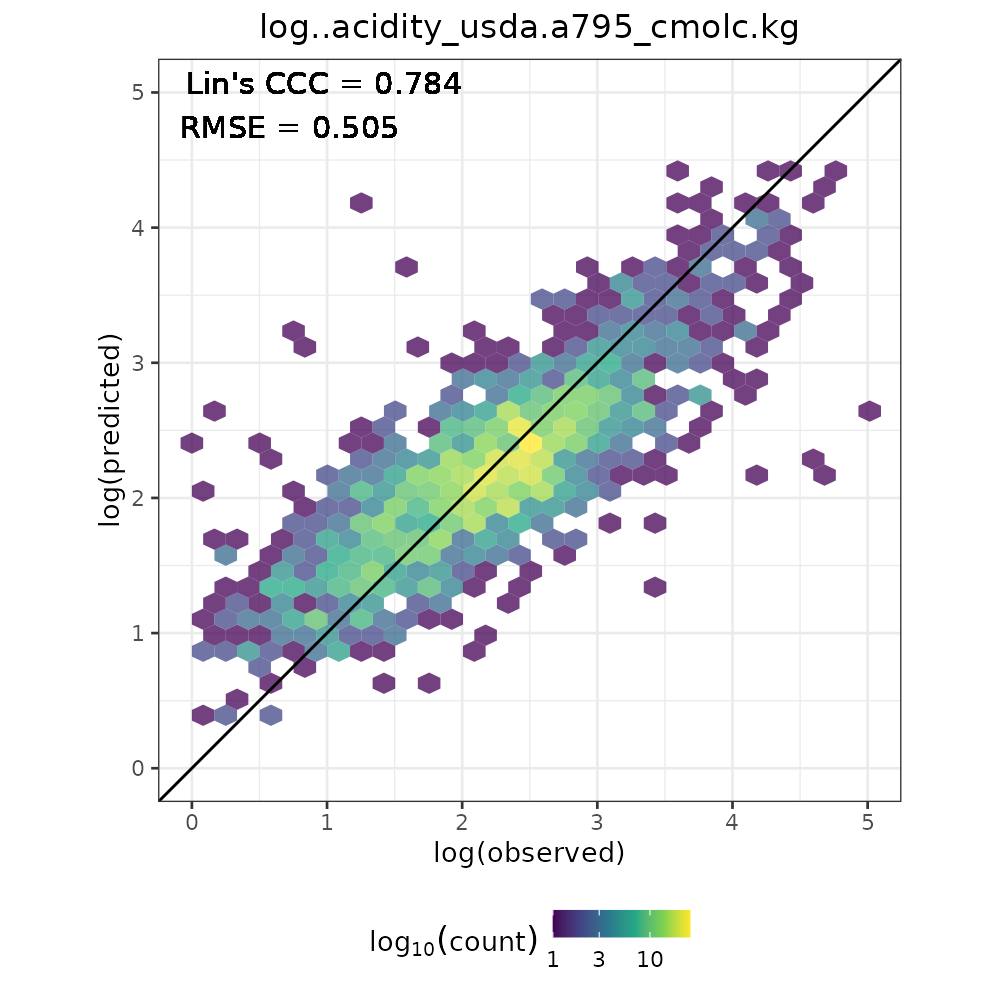 log..acidity_usda.a795_cmolc.kg
Lin's CCC = 0.784
RMSE = 0.505
log(predicted)
5
4
3
2
1
0
0 1 2 3 4 5
log(observed)
log10(count)
1 3 10